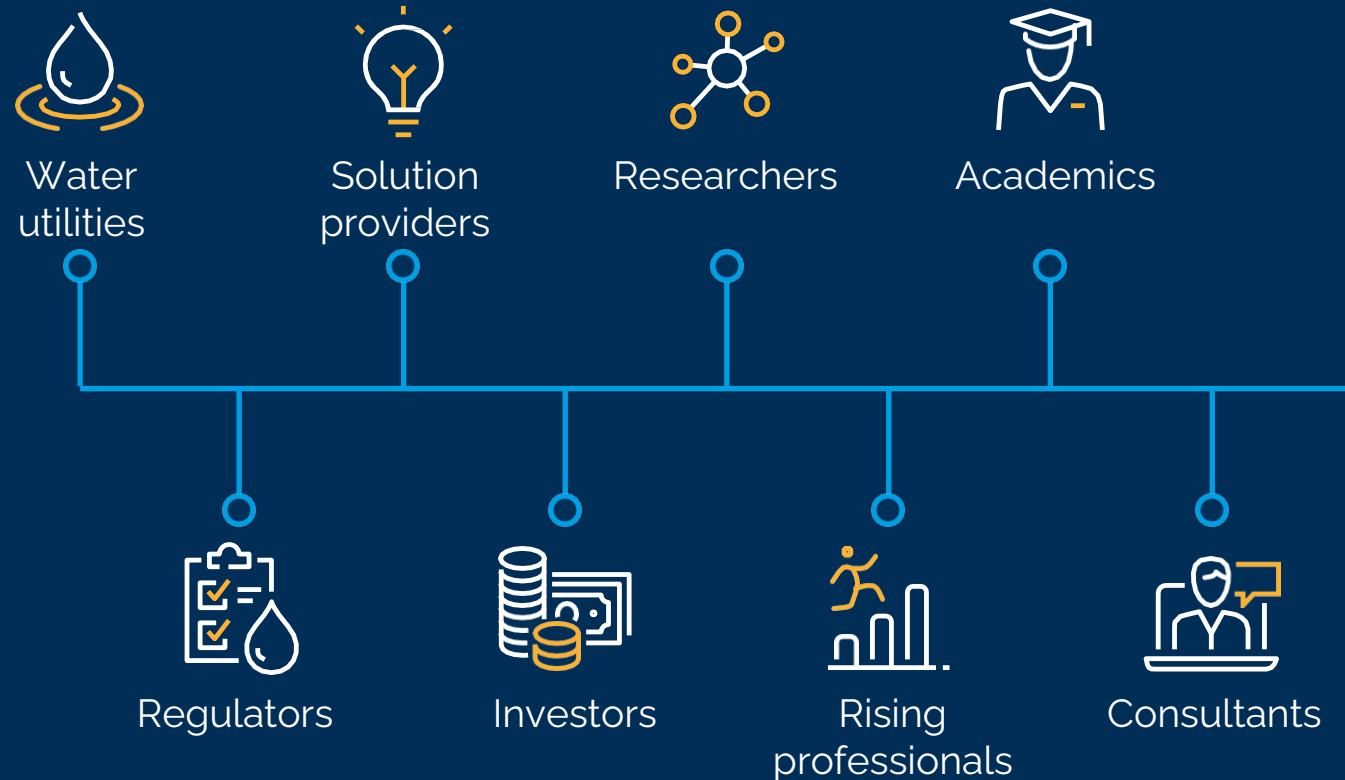 Water
utilities
Solution
providers
Researchers
Academics
Regulators
Investors
Rising
professionals
Consultants